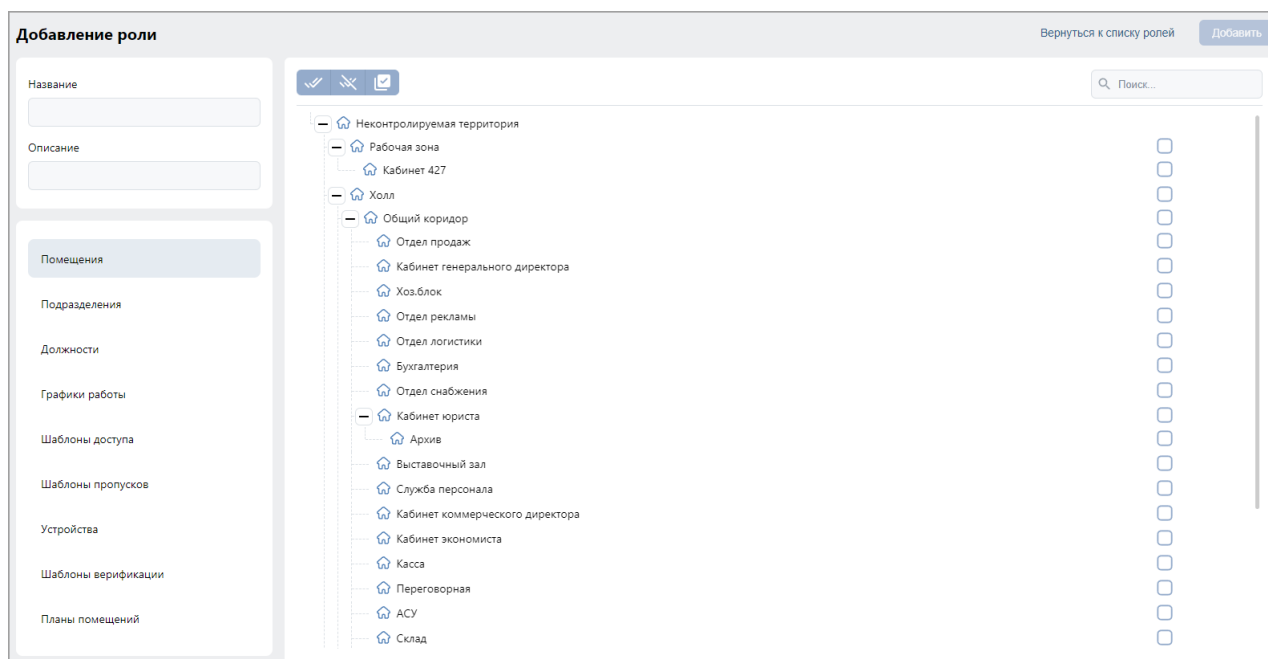 Добавление роли
Вернуться к списку ролей
Добавить
Название
Описание
Помещения
Подразделения
Должности
Графики работы
Шаблоны доступа
Шаблоны пропусков
Устройства
Шаблоны верификации
Планы помещений
Поиск...
Неконтролируемая территория
Рабочая зона
Кабинет 427
Холл
Общий коридор
Отдел продаж
Кабинет генерального директора
Хоз.блок
Отдел рекламы
Отдел логистики
Бухгалтерия
Отдел снабжения
Кабинет юриста
Архив
Выставочный зал
Служба персонала
Кабинет коммерческого директора
Кабинет экономиста
Касса
Переговорная
АСУ
Склад